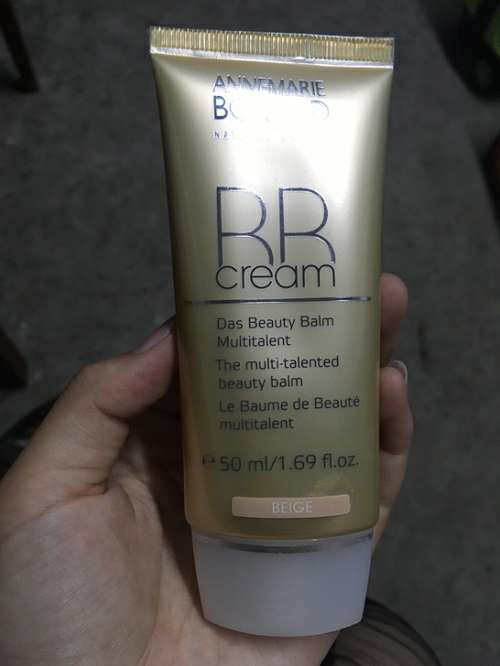 ANNEMARIE
BB
cream
Das Beauty Balm
Multitalent
The multi-talented
beauty balm
Le Baume de Beauté
multitalent
℮ 50 ml/1.69 fl.oz.
BEIGE